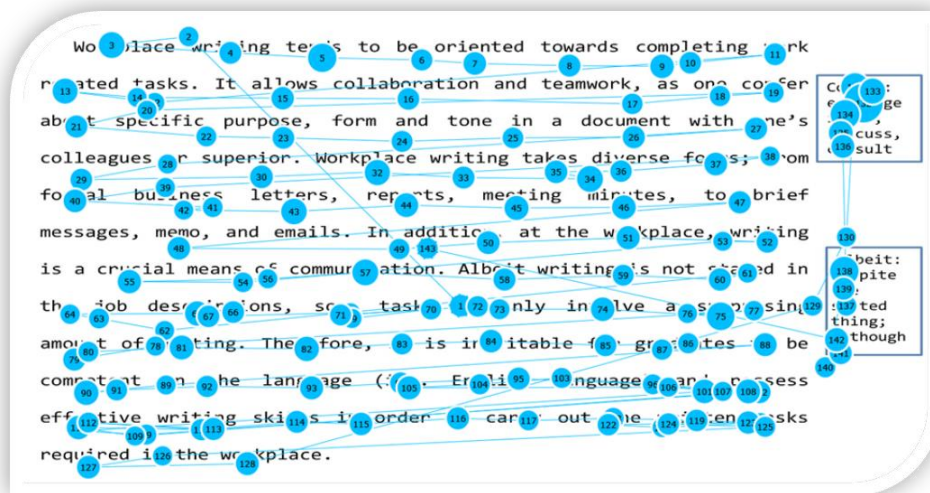 Workplace writing tends to be oriented towards completing work
related tasks. It allows collaboration and teamwork, as one confer
about specific purpose, form and tone in a document with one's
colleagues or superior. Workplace writing takes diverse forms; from
formal business letters, reports, meeting minutes, to brief
messages, memo, and emails. In addition, at the workplace, writing
is a crucial means of communication. Albeit writing is not stated in
the job descriptions, some tasks involve a surprising
amount of writing. Therefore, it is inevitable for graduates to be
competent in the language (i.e. English language) and possess
effective writing skills in order to carry out the written tasks
required in the workplace.
Confer:
exchange
discuss,
consult
Albeit:
despite
the
stated
thing;
although